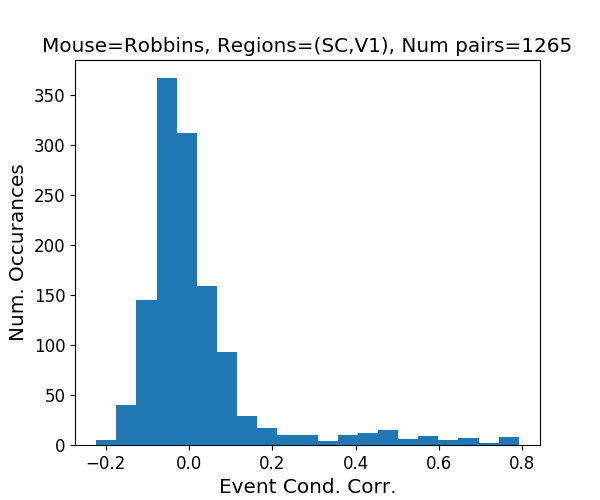 Mouse=Robbins, Regions=(SC,V1), Num pairs=1265
350
300
250
200
150
100
50
0
Num. Occurances
−0.2 0.0 0.2 0.4 0.6 0.8
Event Cond. Corr.